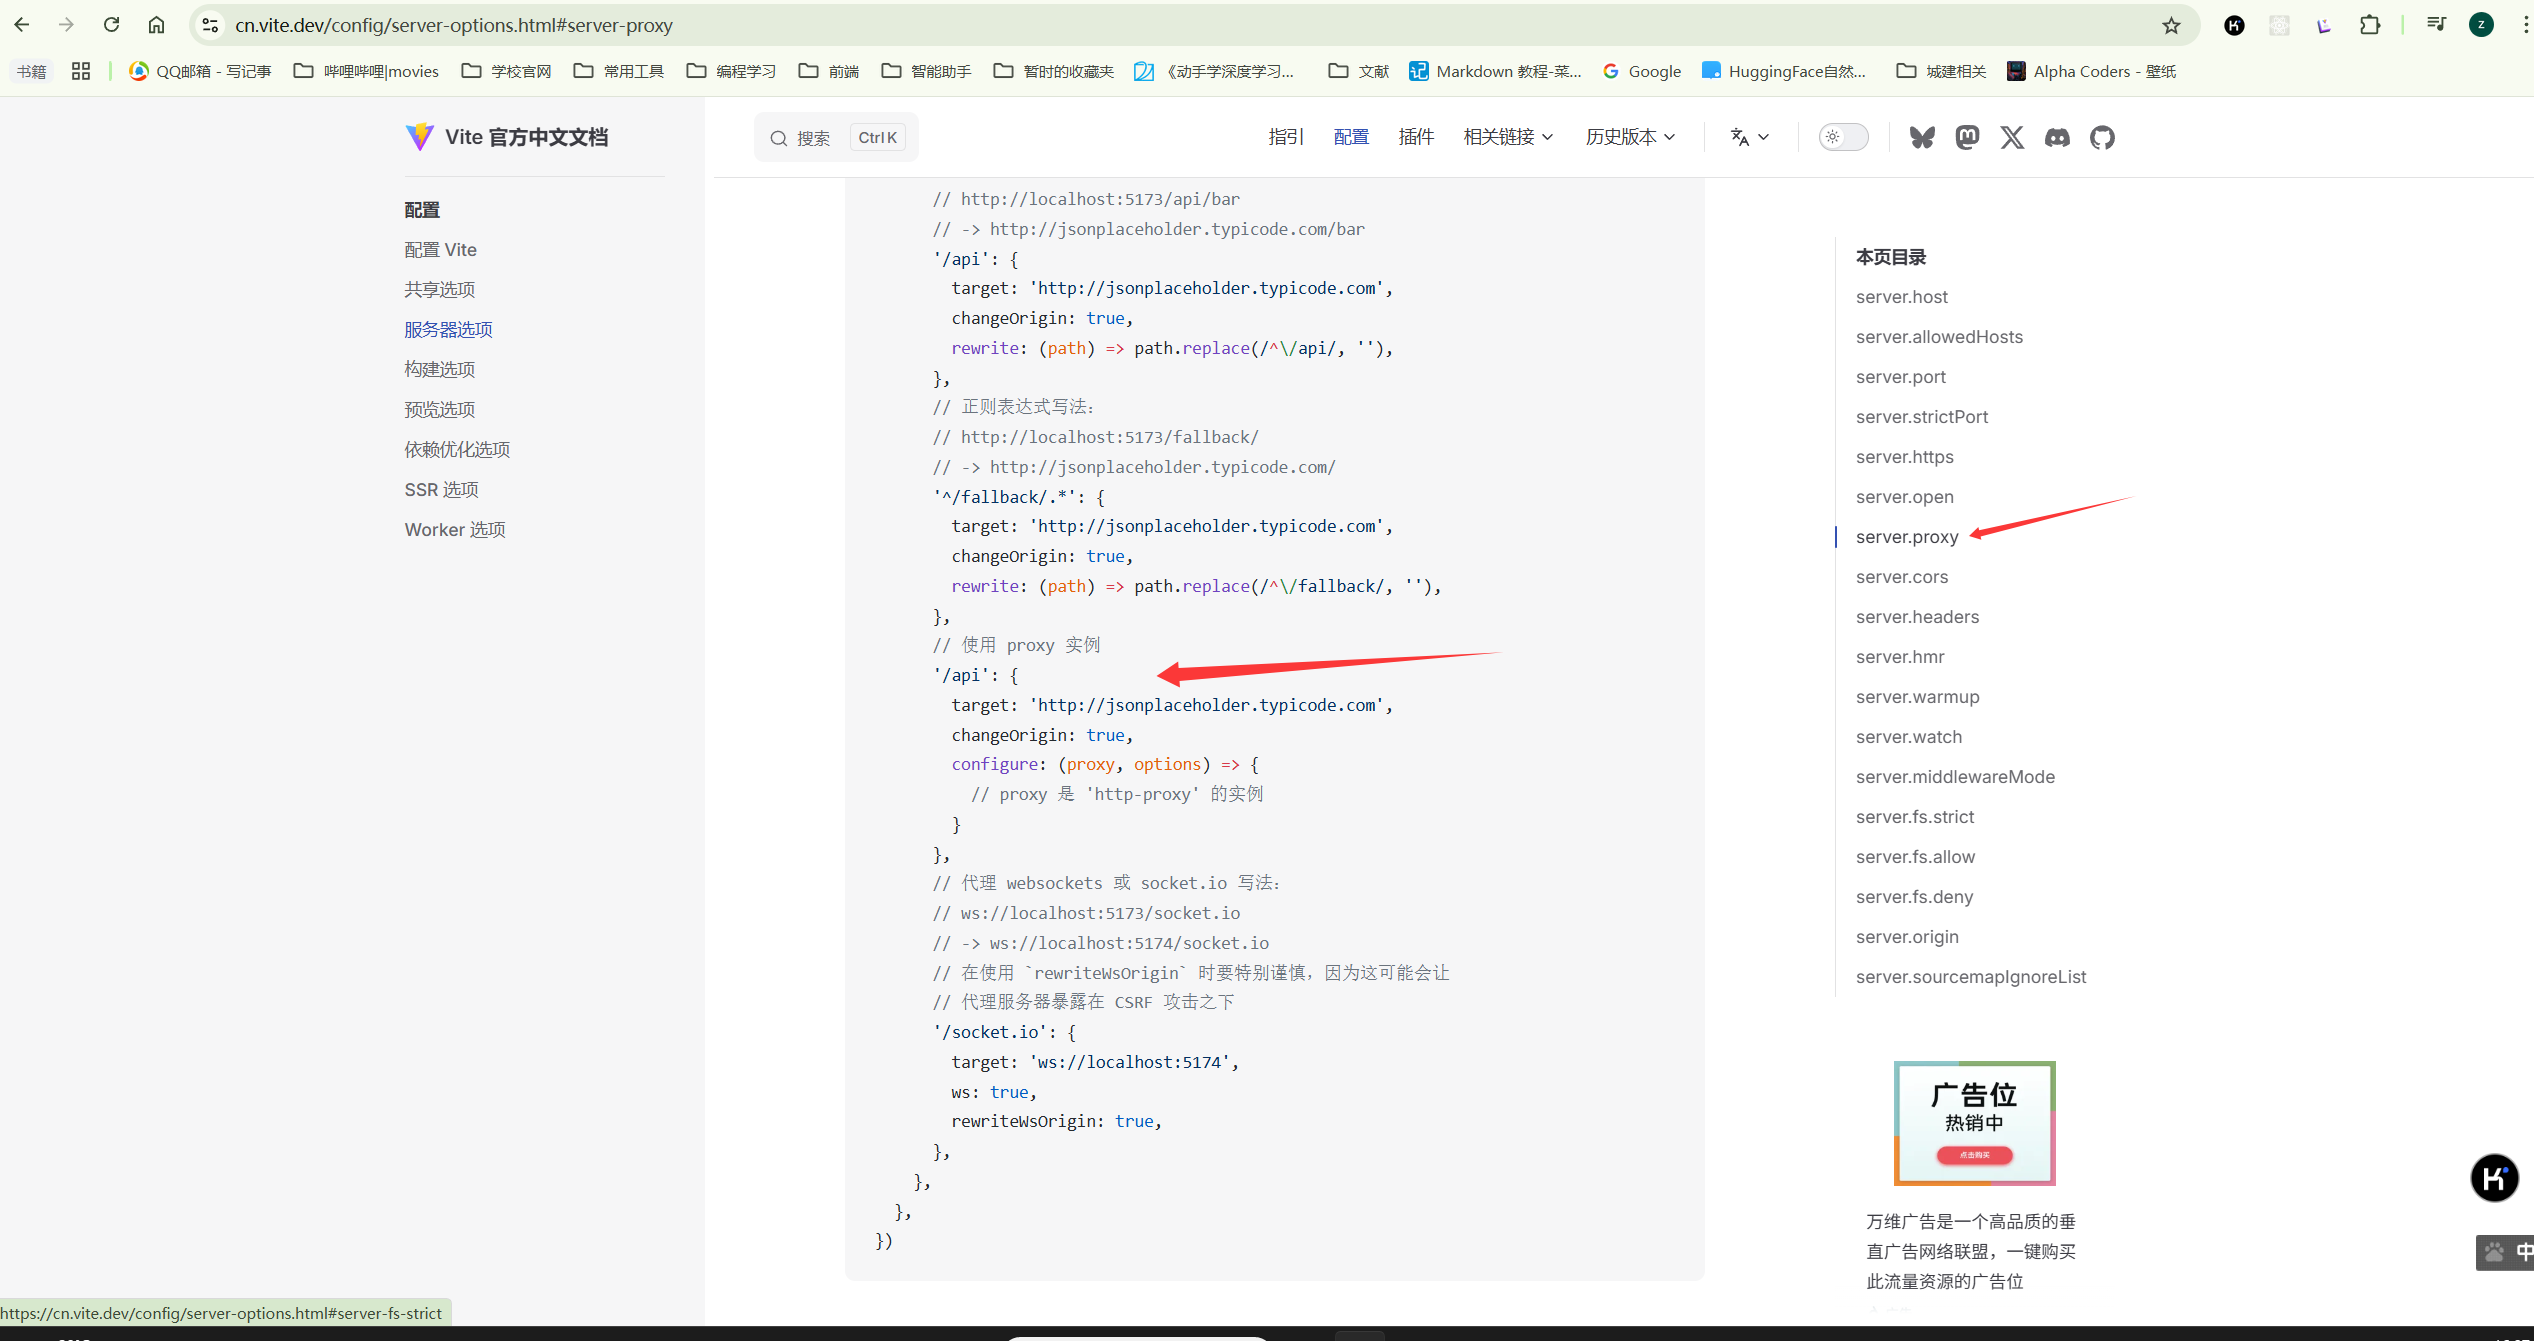 cn.vite.dev/config/server-options.html#server-proxy
z
书籍
QQ邮箱 - 写记事
哔哩哔哩|movies
学校官网
常用工具
编程学习
前端
智能助手
暂时的收藏夹
《动手学深度学习...
文献
Markdown 教程-菜...
Google
HuggingFace自然...
城建相关
Alpha Coders - 壁纸
Vite 官方中文文档
搜索 Ctrl K
指引
配置
插件
相关链接
历史版本
配置
配置 Vite
共享选项
服务器选项
构建选项
预览选项
依赖优化选项
SSR 选项
Worker 选项
// http://localhost:5173/api/bar
// -> http://jsonplaceholder.typicode.com/bar
'/api': {
target: 'http://jsonplaceholder.typicode.com',
changeOrigin: true,
rewrite: (path) => path.replace(/^\/api/, ''),
},
// 正则表达式写法：
// http://localhost:5173/fallback/
// -> http://jsonplaceholder.typicode.com/
'^/fallback/.*': {
target: 'http://jsonplaceholder.typicode.com',
changeOrigin: true,
rewrite: (path) => path.replace(/^\/fallback/, ''),
},
// 使用 proxy 实例
'/api': {
target: 'http://jsonplaceholder.typicode.com',
changeOrigin: true,
configure: (proxy, options) => {
// proxy 是 'http-proxy' 的实例
}
},
// 代理 websockets 或 socket.io 写法：
// ws://localhost:5173/socket.io
// -> ws://localhost:5174/socket.io
// 在使用 `rewriteWsOrigin` 时要特别谨慎，因为这可能会让
// 代理服务器暴露在 CSRF 攻击之下
'/socket.io': {
target: 'ws://localhost:5174',
ws: true,
rewriteWsOrigin: true,
},
},
},
})
本页目录
server.host
server.allowedHosts
server.port
server.strictPort
server.https
server.open
server.proxy
server.cors
server.headers
server.hmr
server.warmup
server.watch
server.middlewareMode
server.fs.strict
server.fs.allow
server.fs.deny
server.origin
server.sourcemapIgnoreList
广告位
热销中
点击购买
万维广告是一个高品质的垂
直广告网络联盟，一键购买
此流量资源的广告位
K
中
https://cn.vite.dev/config/server-options.html#server-fs-strict